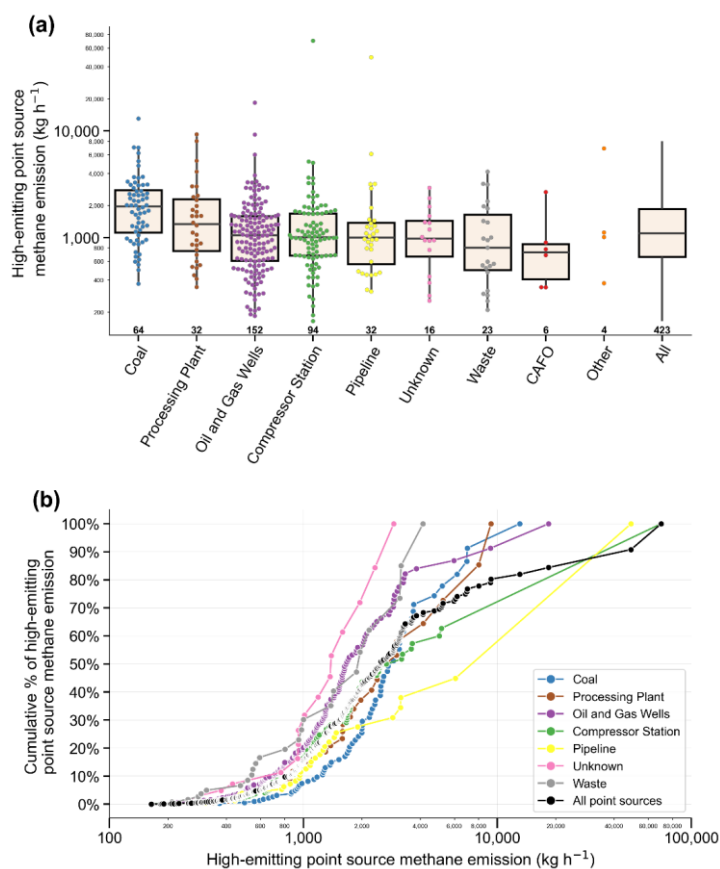 (a)
High-emitting point source
methane emission (kg h⁻¹)
80,000
60,000
40,000
20,000
10,000
8,000
6,000
4,000
2,000
1,000
800
600
400
200
64 32 152 94 32 16 23 6 4 423
Coal
Processing Plant
Oil and Gas Wells
Compressor Station
Pipeline
Unknown
Waste
CAFO
Other
All
(b)
Cumulative % of high-emitting
point source methane emission
100%
90%
80%
70%
60%
50%
40%
30%
20%
10%
0%
Coal
Processing Plant
Oil and Gas Wells
Compressor Station
Pipeline
Unknown
Waste
All point sources
100 200 400 600 800 1,000 2,000 4,000 6,000 8,000 10,000 20,000 40,000 60,000 80,000 100,000
High-emitting point source methane emission (kg h⁻¹)